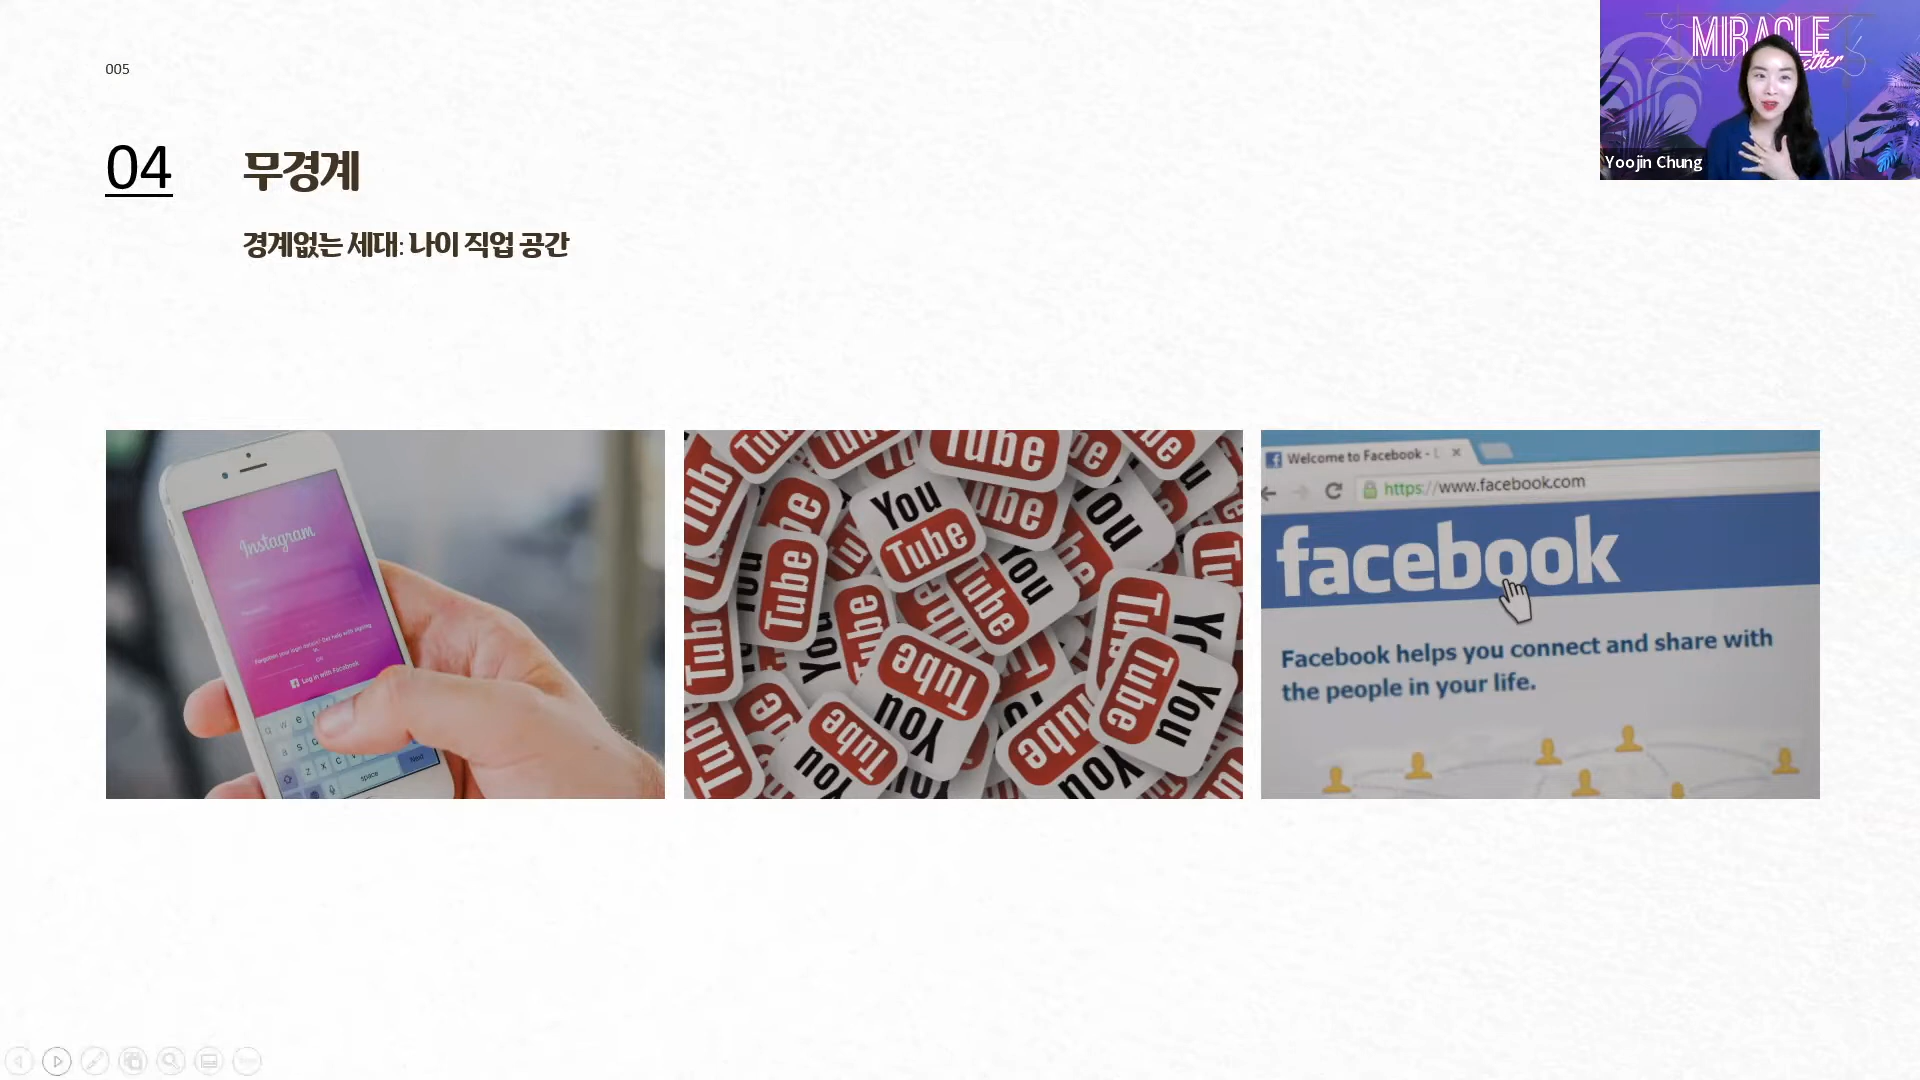 005
04
무경계
경계없는 세대: 나이 직업 공간
MIRACLE
Yoojin Chung
Instagram
Log in with Facebook
space
You
Tube
Welcome to Facebook - L
https://www.facebook.com
facebook
Facebook helps you connect and share with
the people in your life.